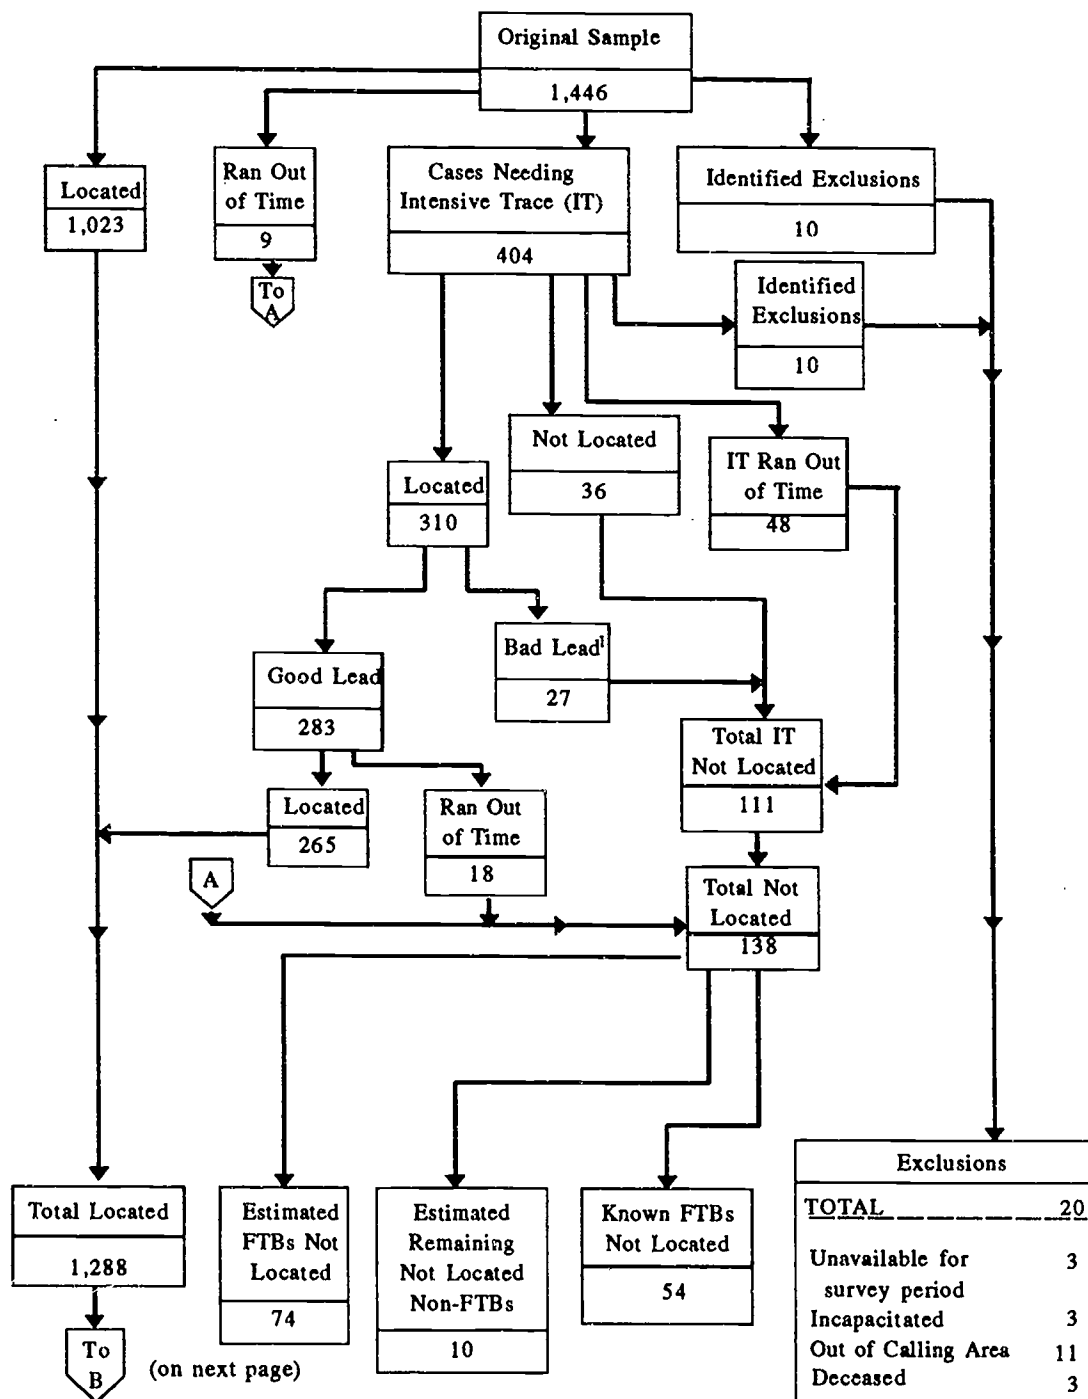 Original Sample
1,446
Located
1,023
Ran Out
of Time
9
To
A
Cases Needing
Intensive Trace (IT)
404
Identified Exclusions
10
Identified
Exclusions
10
Not Located
36
IT Ran Out
of Time
48
Located
310
Good Lead
283
Bad Lead¹
27
Total IT
Not Located
111
Located
265
Ran Out
of Time
18
A
Total Not
Located
138
Total Located
1,288
To
B
(on next page)
Estimated
FTBs Not
Located
74
Estimated
Remaining
Not Located
Non-FTBs
10
Known FTBs
Not Located
54
Exclusions
TOTAL 20
Unavailable for 3
survey period
Incapacitated 3
Out of Calling Area 11
Deceased 3